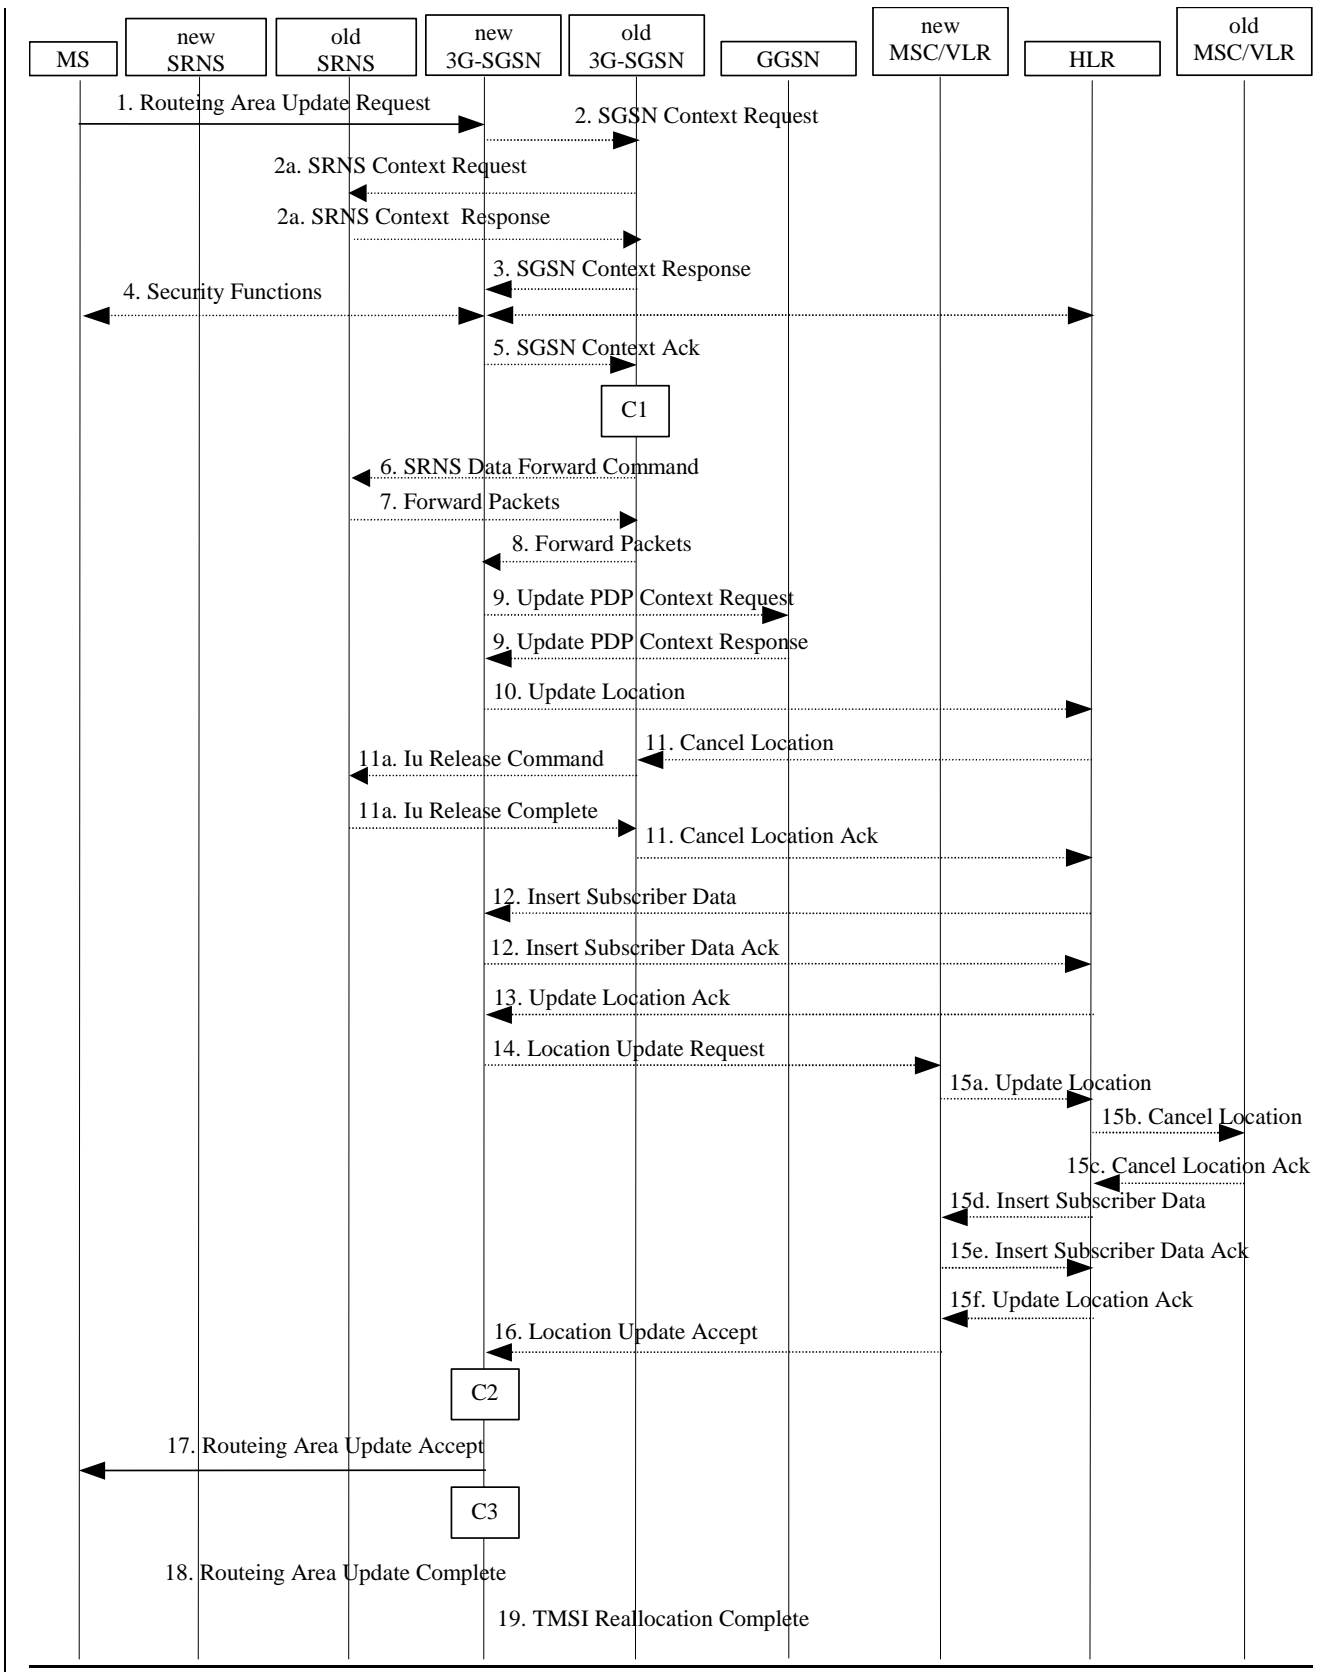 MS
new
SRNS
old
SRNS
new
3G-SGSN
old
3G-SGSN
GGSN
new
MSC/VLR
HLR
old
MSC/VLR
1. Routeing Area Update Request
2. SGSN Context Request
2a. SRNS Context Request
2a. SRNS Context Response
3. SGSN Context Response
4. Security Functions
5. SGSN Context Ack
C1
6. SRNS Data Forward Command
7. Forward Packets
8. Forward Packets
9. Update PDP Context Request
9. Update PDP Context Response
10. Update Location
11. Cancel Location
11a. Iu Release Command
11a. Iu Release Complete
11. Cancel Location Ack
12. Insert Subscriber Data
12. Insert Subscriber Data Ack
13. Update Location Ack
14. Location Update Request
15a. Update Location
15b. Cancel Location
15c. Cancel Location Ack
15d. Insert Subscriber Data
15e. Insert Subscriber Data Ack
15f. Update Location Ack
16. Location Update Accept
C2
17. Routeing Area Update Accept
C3
18. Routeing Area Update Complete
19. TMSI Reallocation Complete